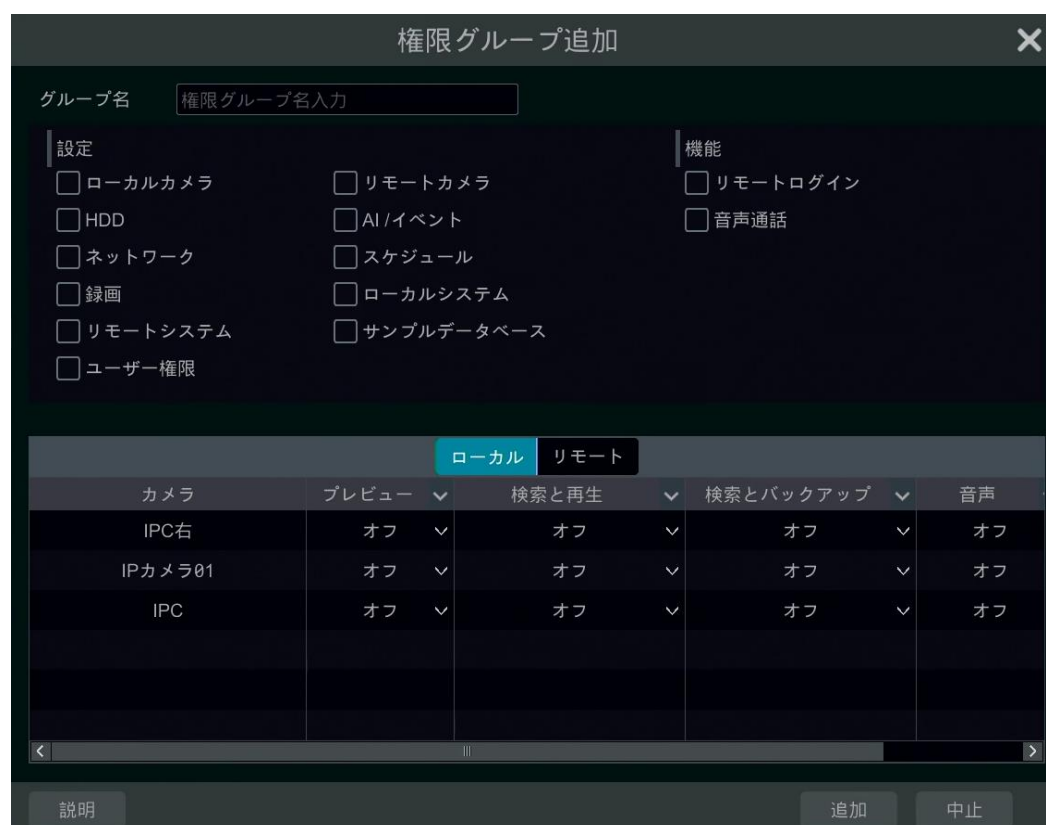 権限グループ追加
グループ名 権限グループ名入力
設定 機能
ローカルカメラ リモートカメラ リモートログイン
HDD AI /イベント 音声通話
ネットワーク スケジュール
録画 ローカルシステム
リモートシステム サンプルデータベース
ユーザー権限
ローカル リモート
カメラ プレビュー 検索と再生 検索とバックアップ 音声
IPC右 オフ オフ オフ オフ
IPカメラ01 オフ オフ オフ オフ
IPC オフ オフ オフ オフ
説明 追加 中止